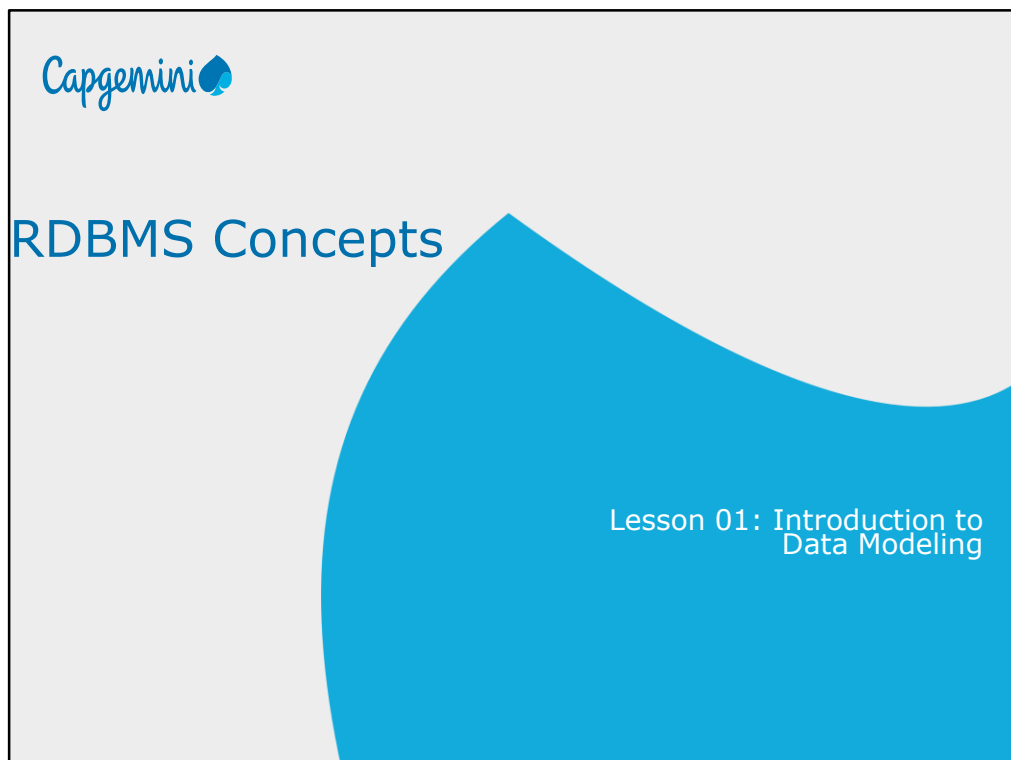 Capgemini
RDBMS Concepts
Lesson 01: Introduction to
Data Modeling